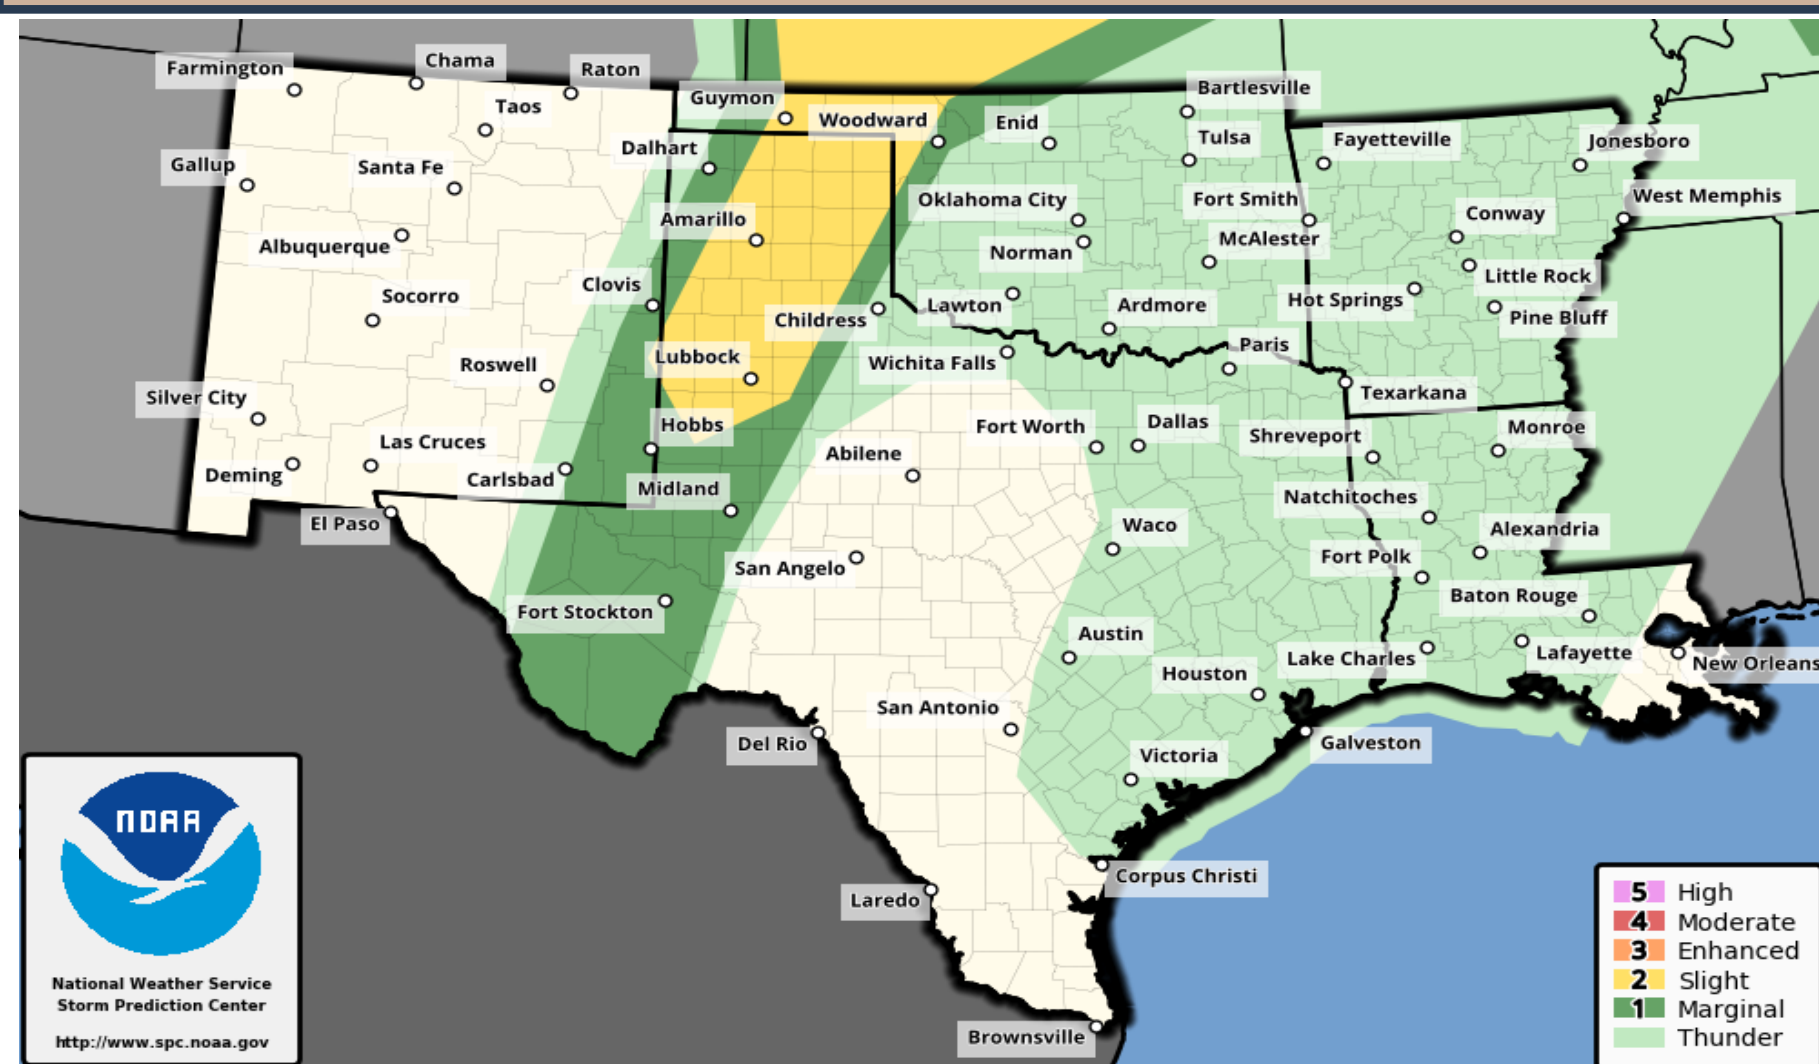 Farmington
Chama
Raton
Taos
Guymon
Woodward
Enid
Bartlesville
Dalhart
Tulsa
Fayetteville
Jonesboro
Gallup
Santa Fe
West Memphis
Oklahoma City
Fort Smith
Conway
Amarillo
Albuquerque
Norman
McAlester
Clovis
Little Rock
Socorro
Childress
Lawton
Ardmore
Hot Springs
Pine Bluff
Roswell
Lubbock
Wichita Falls
Paris
Silver City
Texarkana
Hobbs
Fort Worth
Dallas
Shreveport
Monroe
Las Cruces
Abilene
Deming
Carlsbad
Midland
Natchitoches
El Paso
Waco
Alexandria
San Angelo
Fort Polk
Fort Stockton
Baton Rouge
Austin
Lake Charles
Lafayette
New Orleans
Houston
San Antonio
Del Rio
Galveston
Victoria
Corpus Christi
Laredo
Brownsville
NOAA
National Weather Service
Storm Prediction Center
http://www.spc.noaa.gov
5 High
4 Moderate
3 Enhanced
2 Slight
1 Marginal
Thunder